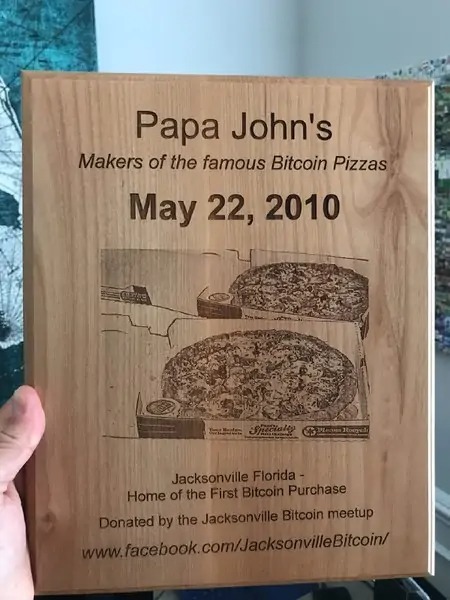 Papa John's
Makers of the famous Bitcoin Pizzas
May 22, 2010
Specialty
Jacksonville Florida -
Home of the First Bitcoin Purchase
Donated by the Jacksonville Bitcoin meetup
www.facebook.com/JacksonvilleBitcoin/